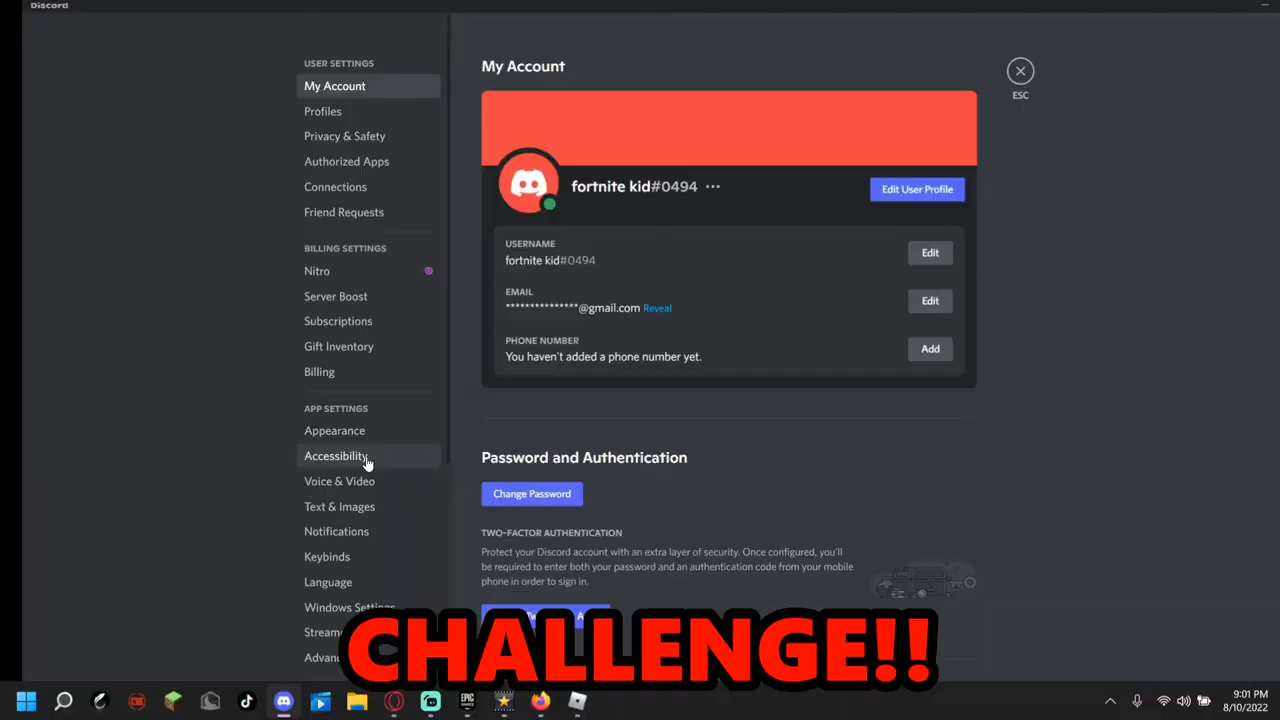 Discord
USER SETTINGS
My Account
Profiles
Privacy & Safety
Authorized Apps
Connections
Friend Requests
BILLING SETTINGS
Nitro
Server Boost
Subscriptions
Gift Inventory
Billing
APP SETTINGS
Appearance
Accessibility
Voice & Video
Text & Images
Notifications
Keybinds
Language
Windows Settings
My Account
ESC
fortnite kid#0494
Edit User Profile
USERNAME
fortnite kid#0494
Edit
EMAIL
***************@gmail.com Reveal
Edit
PHONE NUMBER
You haven't added a phone number yet.
Add
Password and Authentication
Change Password
TWO-FACTOR AUTHENTICATION
Protect your Discord account with an extra layer of security. Once configured, you'll
be required to enter both your password and an authentication code from your mobile
phone in order to sign in.
CHALLENGE!!
EPIC
GAMES
9:01 PM
8/10/2022